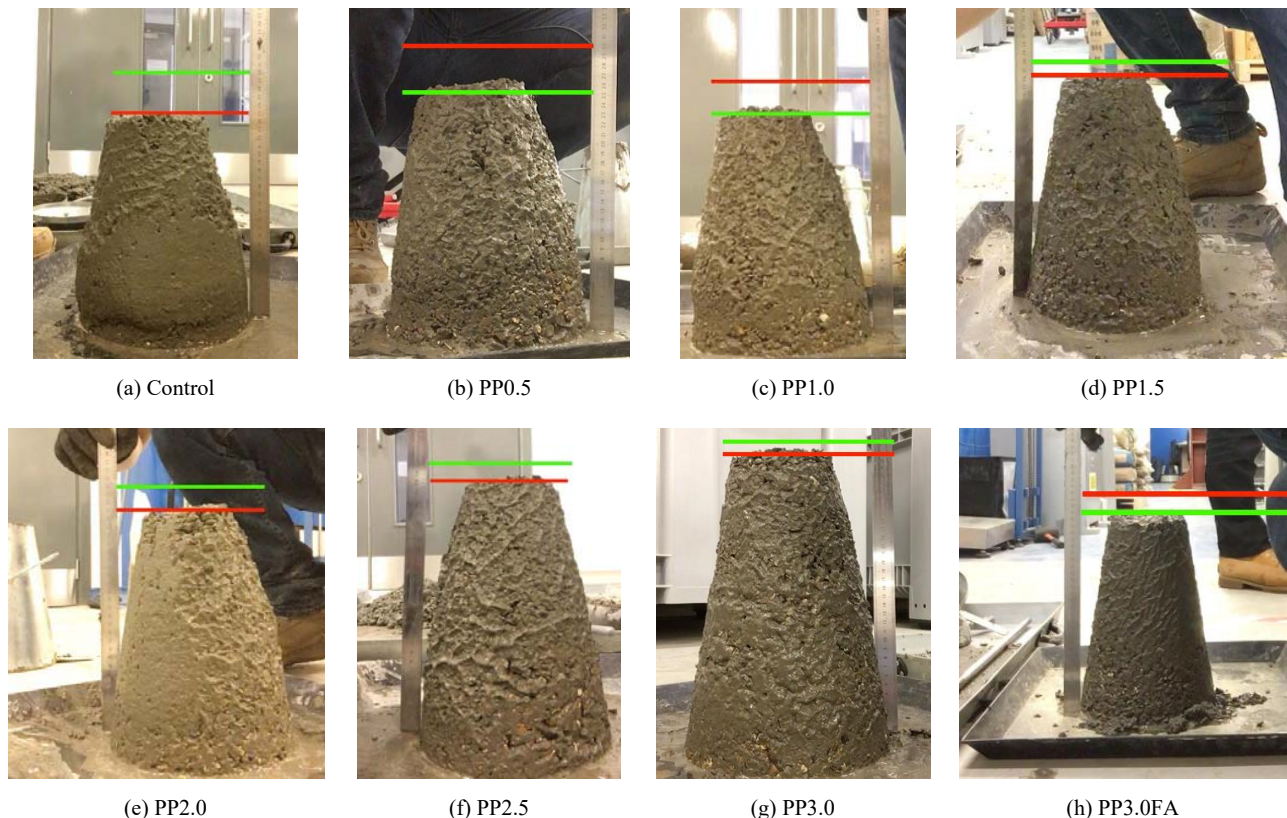 (a) Control
(b) PP0.5
(c) PP1.0
(d) PP1.5
(e) PP2.0
(f) PP2.5
(g) PP3.0
(h) PP3.0FA